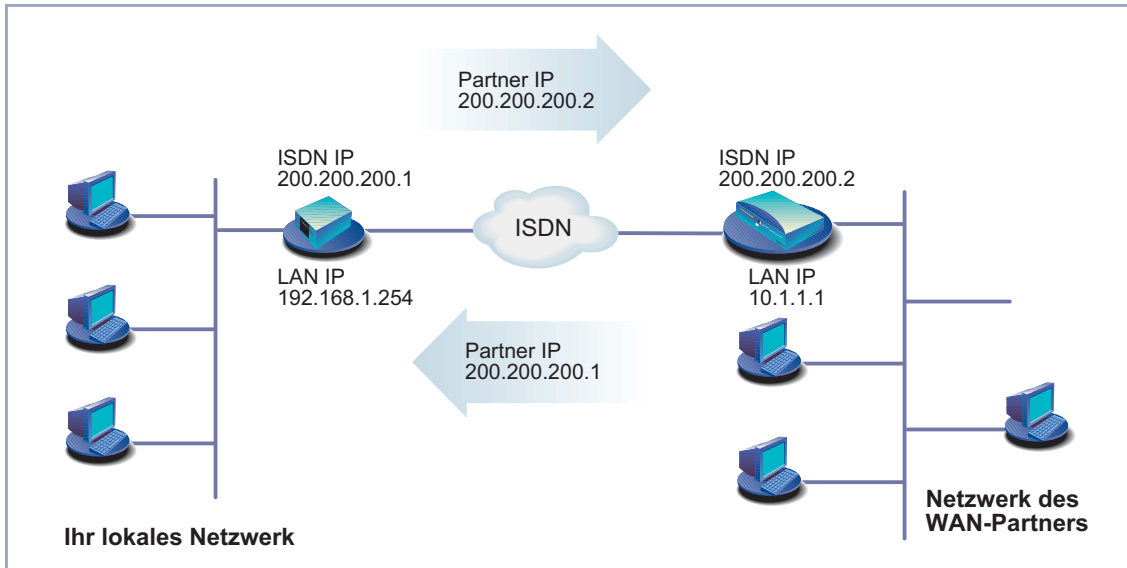 Partner IP
200.200.200.2
ISDN IP
200.200.200.1
ISDN IP
200.200.200.2
ISDN
LAN IP
192.168.1.254
LAN IP
10.1.1.1
Partner IP
200.200.200.1
Ihr lokales Netzwerk
Netzwerk des
WAN-Partners